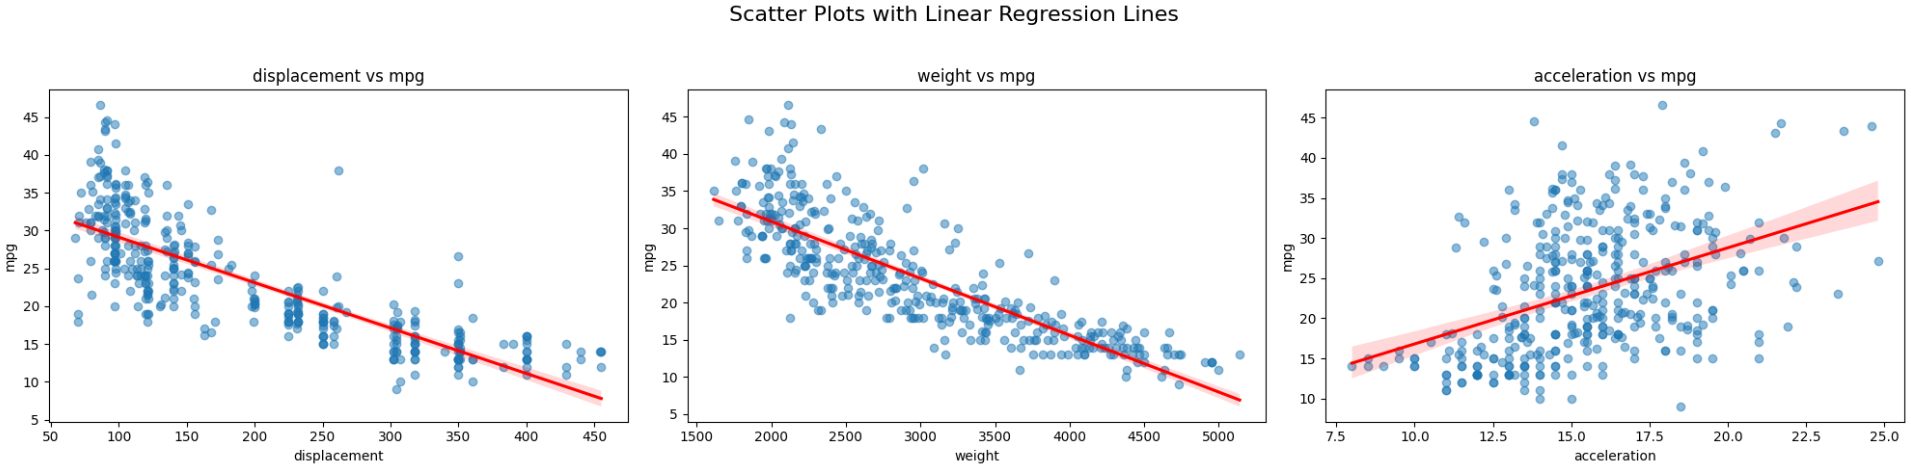 Scatter Plots with Linear Regression Lines
displacement vs mpg
mpg
45
40
35
30
25
20
15
10
5
50 100 150 200 250 300 350 400 450
displacement
weight vs mpg
mpg
45
40
35
30
25
20
15
10
5
1500 2000 2500 3000 3500 4000 4500 5000
weight
acceleration vs mpg
mpg
45
40
35
30
25
20
15
10
7.5 10.0 12.5 15.0 17.5 20.0 22.5 25.0
acceleration